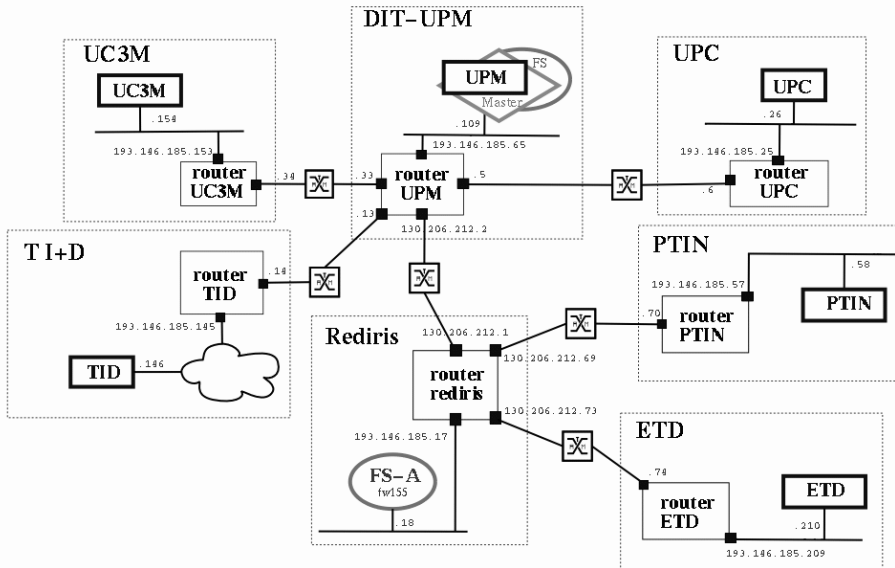 DIT-UPM
UC3M
UPC
UC3M
.154
193.146.185.153
router
UC3M
.34
UPM
FS
Master
.109
193.146.185.65
router
UPM
.33
.5
.13
130.206.212.2
UPC
.26
193.146.185.25
router
UPC
.6
T I+D
router
TID
.14
193.146.185.145
TID
.146
PTIN
.58
193.146.185.57
PTIN
.70
router
PTIN
Rediris
130.206.212.1
130.206.212.69
router
rediris
130.206.212.73
193.146.185.17
FS-A
fw155
.18
ETD
.74
router
ETD
ETD
.210
193.146.185.209